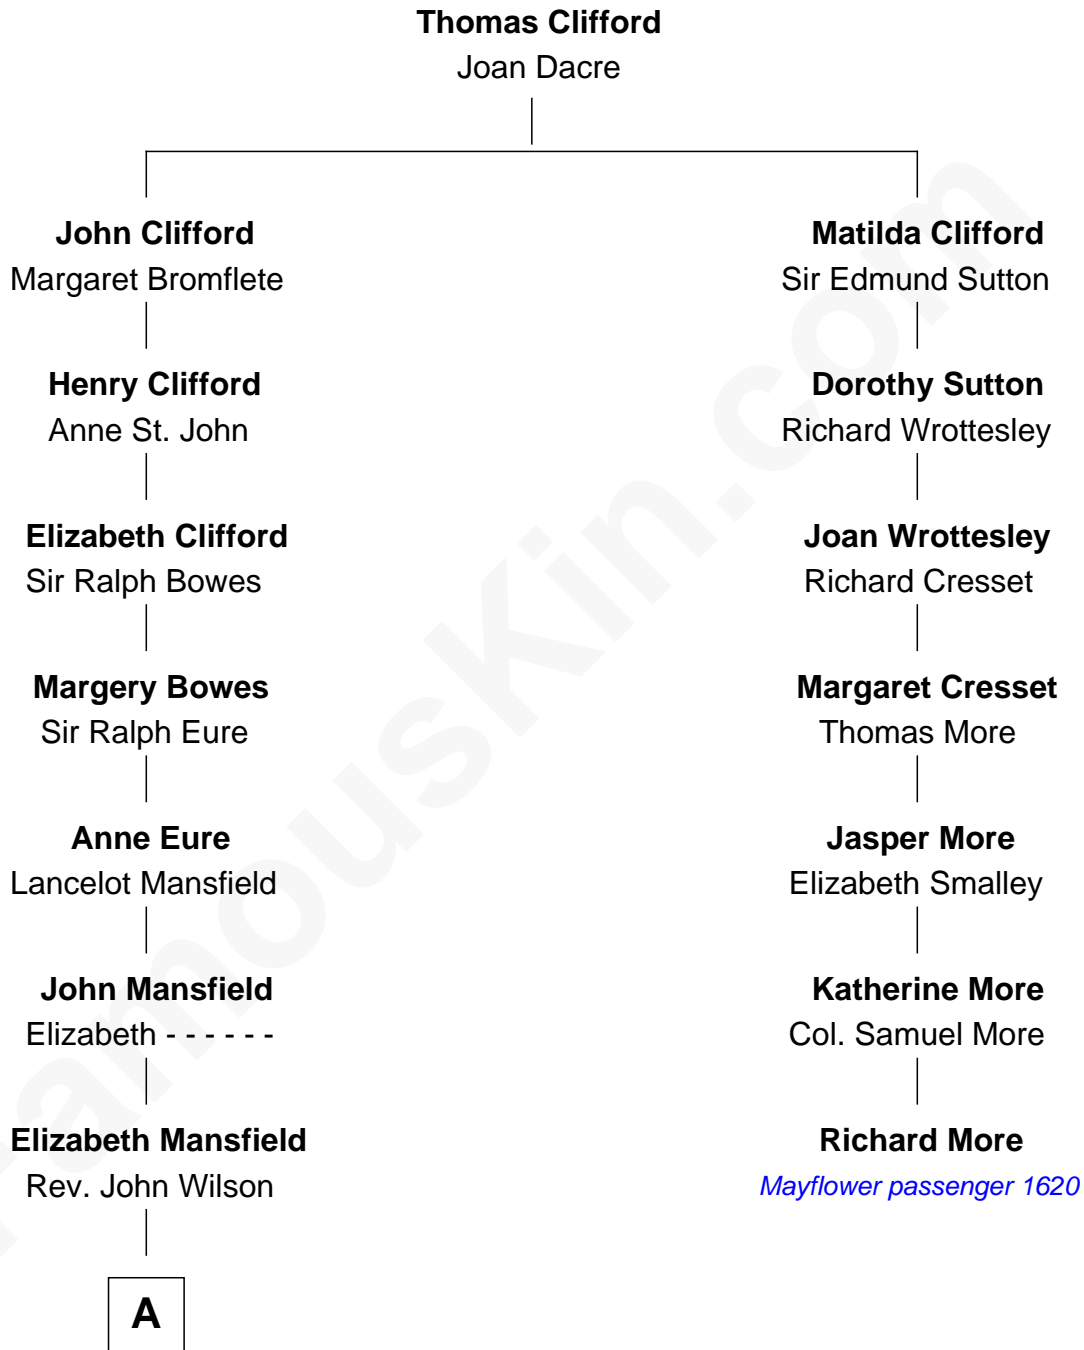 Thomas Clifford
Joan Dacre
John Clifford
Margaret Bromflete
Matilda Clifford
Sir Edmund Sutton
Henry Clifford
Anne St. John
Dorothy Sutton
Richard Wrottesley
Elizabeth Clifford
Sir Ralph Bowes
Joan Wrottesley
Richard Cresset
Margery Bowes
Sir Ralph Eure
Margaret Cresset
Thomas More
Anne Eure
Lancelot Mansfield
Jasper More
Elizabeth Smalley
John Mansfield
Elizabeth - - - - - -
Katherine More
Col. Samuel More
Elizabeth Mansfield
Rev. John Wilson
Richard More
Mayflower passenger 1620
A
FamousKin.com